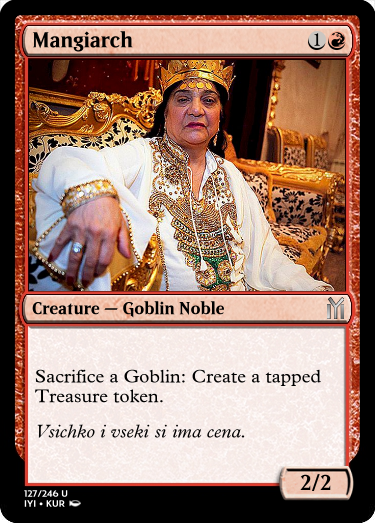 Mangiarch
1
Creature — Goblin Noble
Sacrifice a Goblin: Create a tapped
Treasure token.
Vsichko i vseki si ima cena.
2/2
127/246 U
IYI • KUR